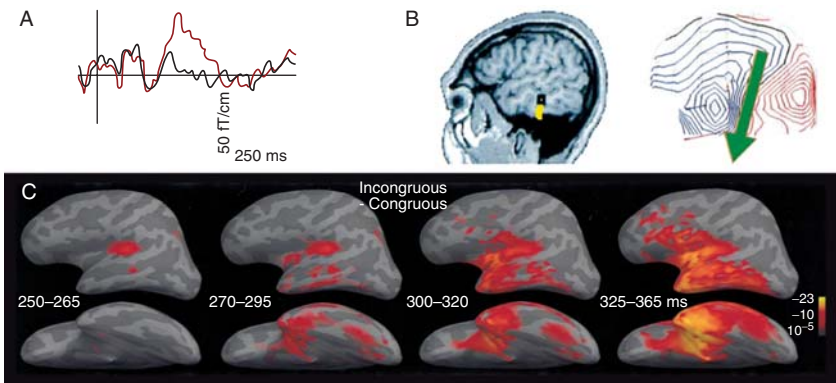 A
50 fT/cm
250 ms
B
C
Incongruous
- Congruous
250–265
270–295
300–320
325–365 ms
–23
–10
10⁻⁵